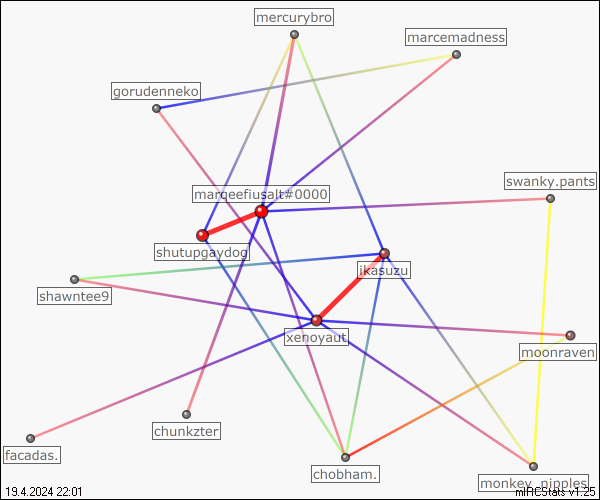 mercurybro
marcemadness
gorudenneko
swanky.pants
marqeefiusalt#0000
shutupgaydog
ikasuzu
shawntee9
xenoyaut
moonraven
chunkzter
facadas.
chobham.
monkey_nipples
19.4.2024 22:01
mIRCStats v1.25